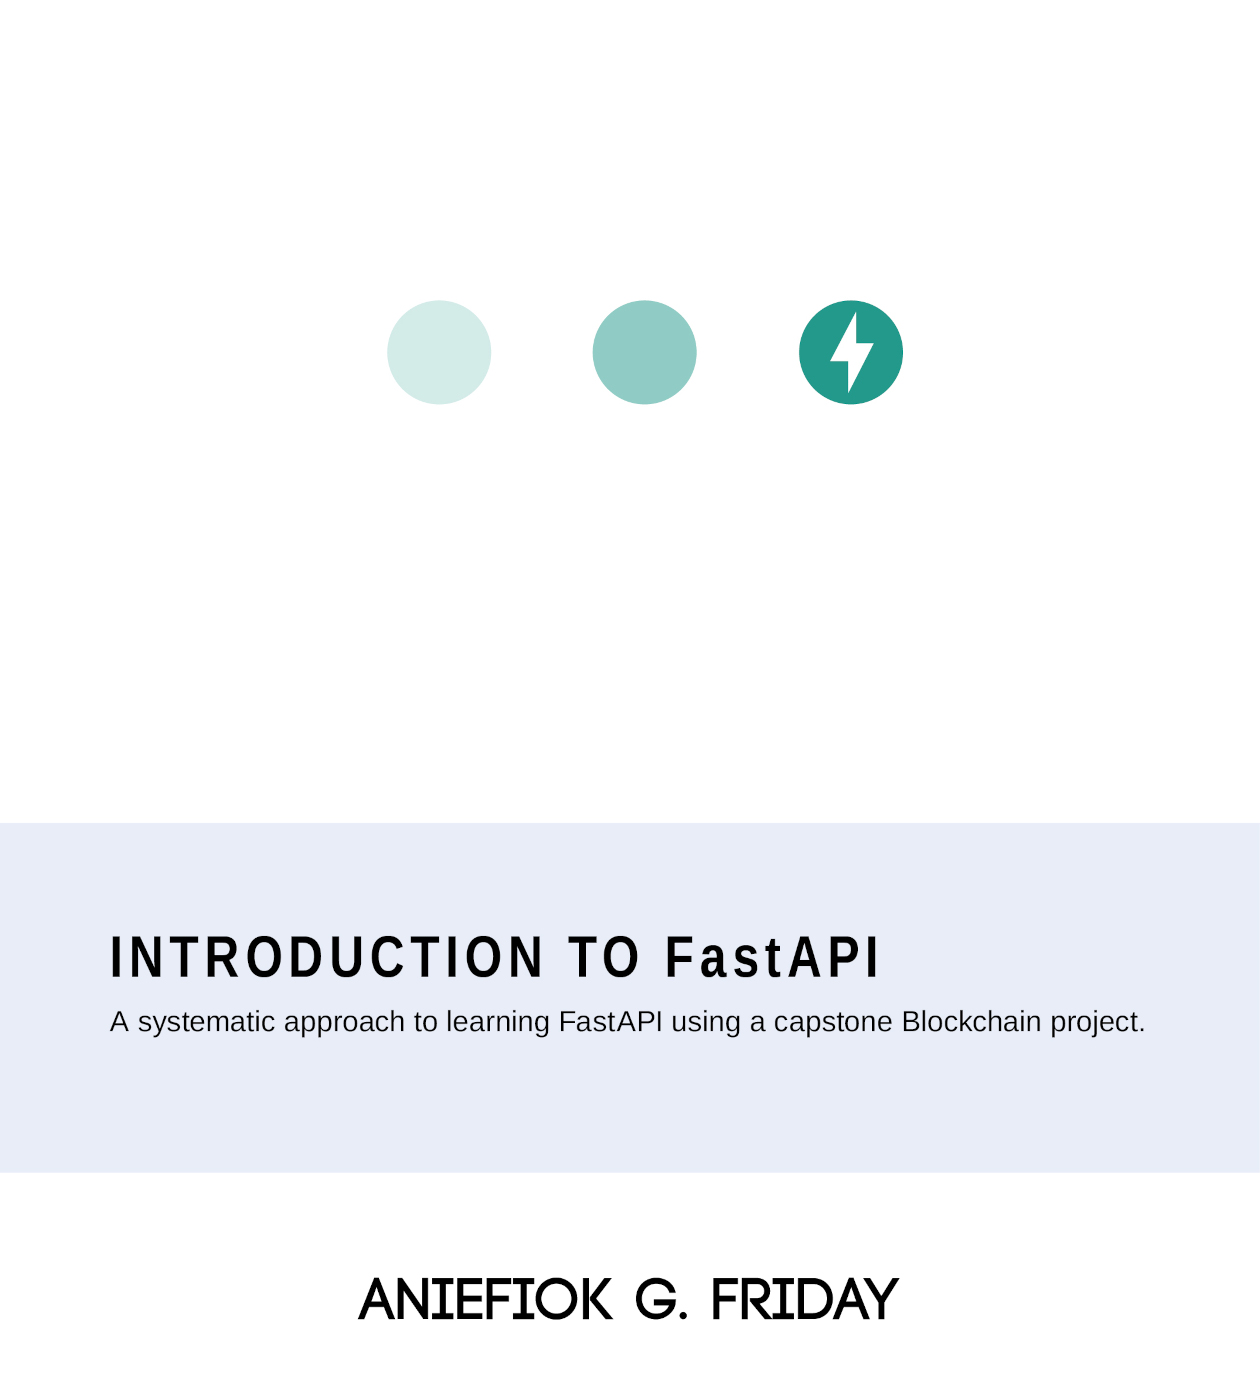 INTRODUCTION TO FastAPI
A systematic approach to learning FastAPI using a capstone Blockchain project.
ANIEFIOK G. FRIDAY